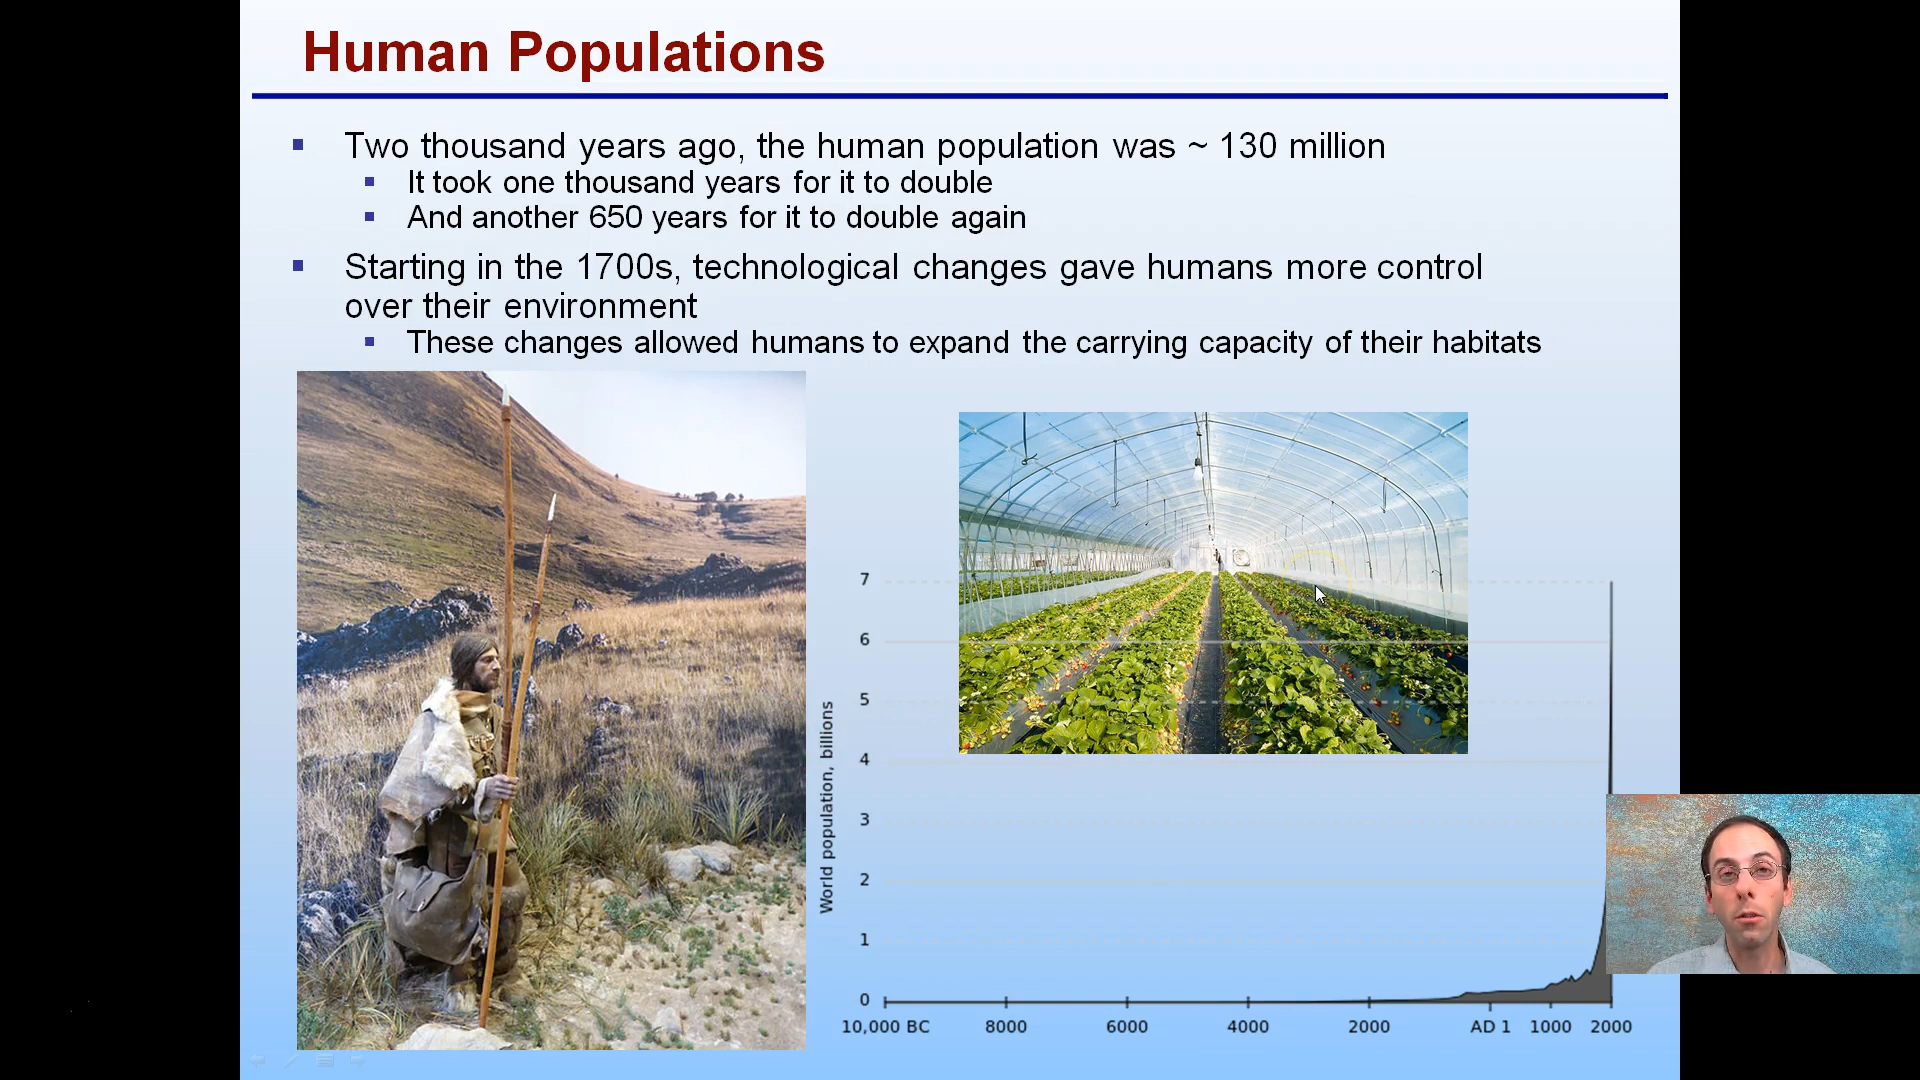 Human Populations
Two thousand years ago, the human population was ~ 130 million
It took one thousand years for it to double
And another 650 years for it to double again
Starting in the 1700s, technological changes gave humans more control
over their environment
These changes allowed humans to expand the carrying capacity of their habitats
World population, billions
7
6
5
4
3
2
1
0
10,000 BC 8000 6000 4000 2000 AD 1 1000 2000